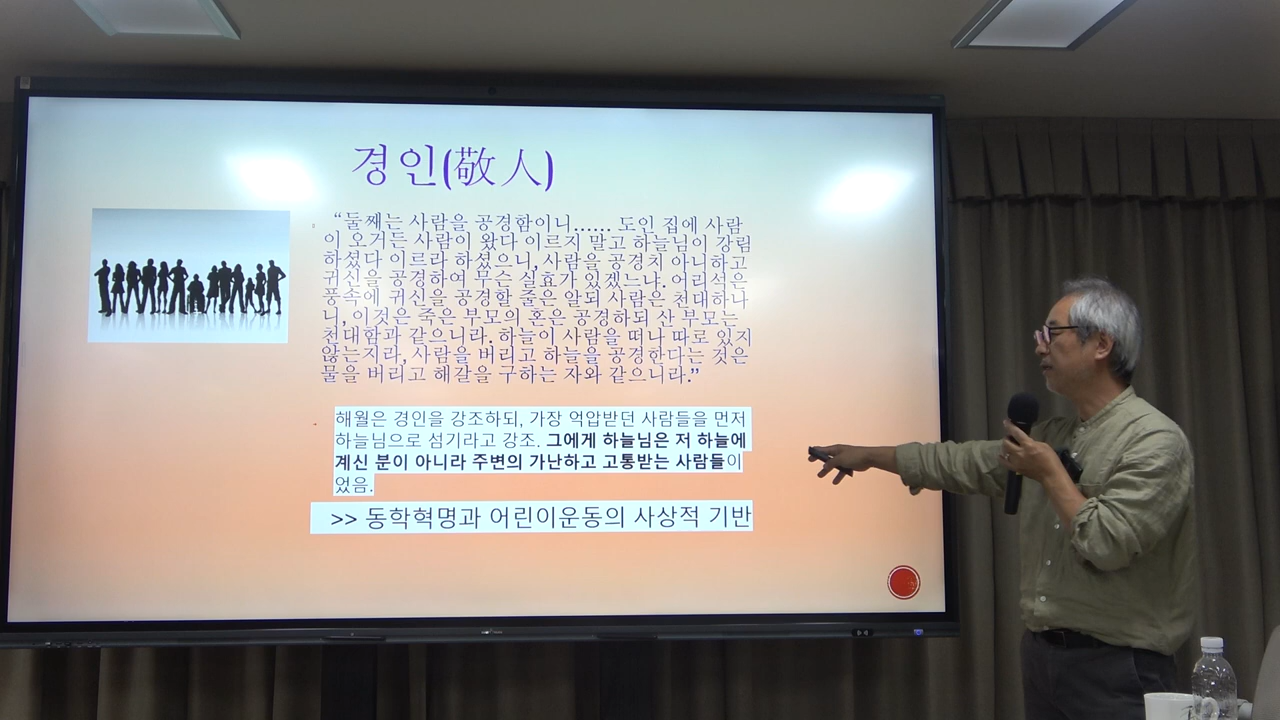 경인(敬人)
“둘째는 사람을 공경함이니…… 도인 집에 사람
이 오거든 사람이 왔다 이르지 말고 하늘님이 강림
하셨다 이르라 하셨으니, 사람을 공경치 아니하고
귀신을 공경하여 무슨 실효가 있겠느냐. 어리석은
풍속에 귀신을 공경할 줄은 알되 사람은 천대하나
니, 이것은 죽은 부모의 혼은 공경하되 산 부모는
천대함과 같으니라. 하늘이 사람을 떠나 따로 있지
않는지라, 사람을 버리고 하늘을 공경한다는 것은
물을 버리고 해갈을 구하는 자와 같으니라.”
해월은 경인을 강조하되, 가장 억압받던 사람들을 먼저
하늘님으로 섬기라고 강조. 그에게 하늘님은 저 하늘에
계신 분이 아니라 주변의 가난하고 고통받는 사람들이
었음.
>> 동학혁명과 어린이운동의 사상적 기반